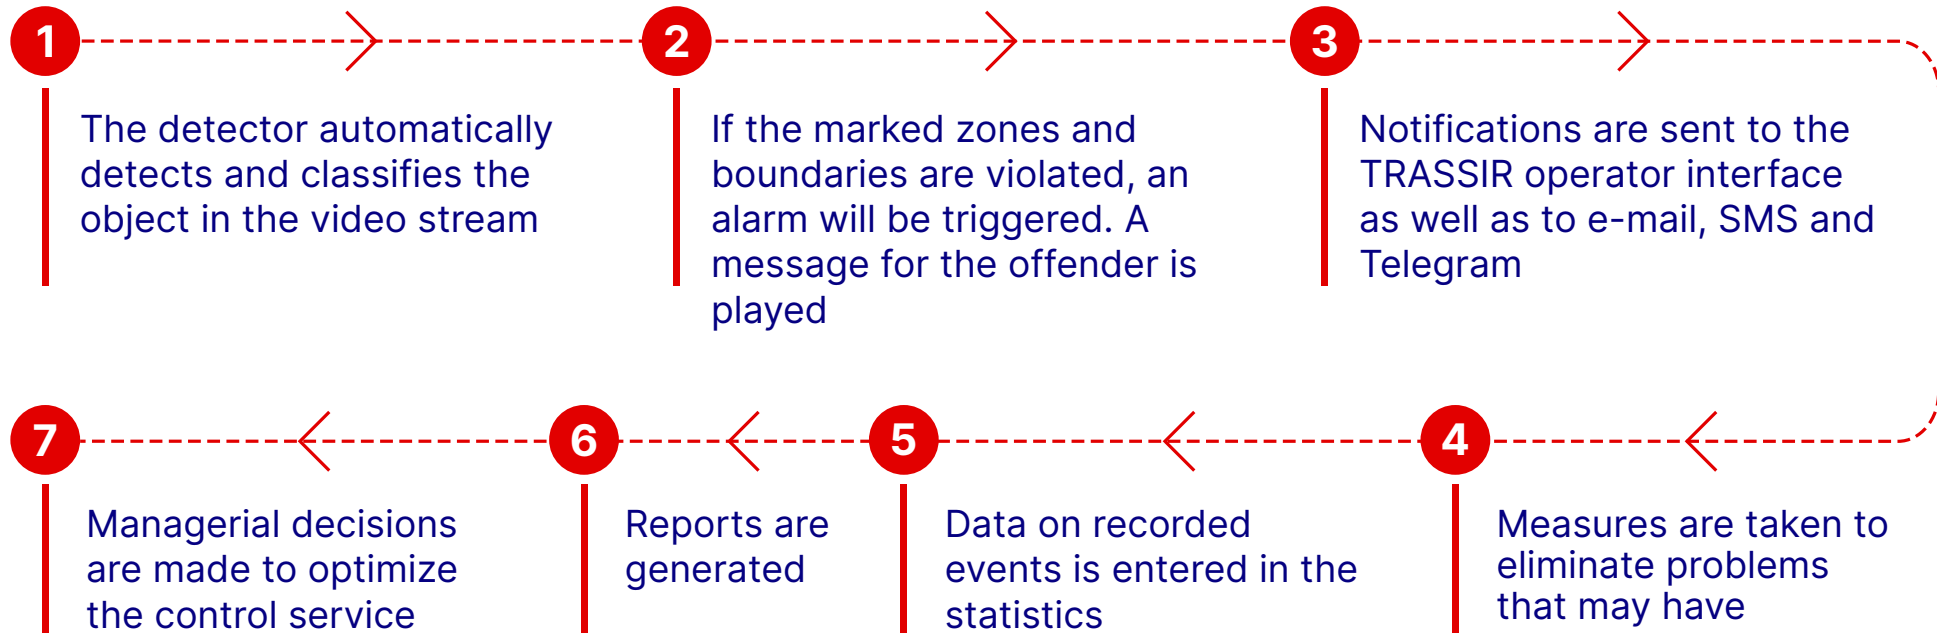 1
The detector automatically
detects and classifies the
object in the video stream
2
If the marked zones and
boundaries are violated, an
alarm will be triggered. A
message for the offender is
played
3
Notifications are sent to the
TRASSIR operator interface
as well as to e-mail, SMS and
Telegram
4
Measures are taken to
eliminate problems
that may have
5
Data on recorded
events is entered in the
statistics
6
Reports are
generated
7
Managerial decisions
are made to optimize
the control service